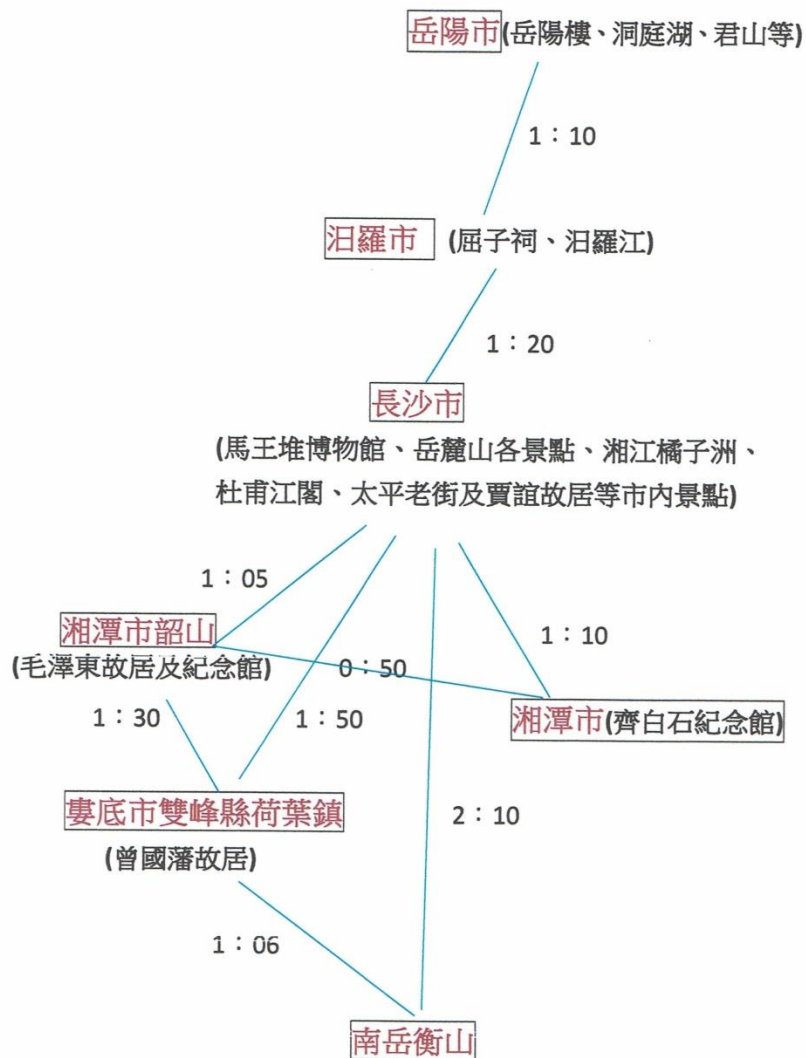 岳陽市(岳陽樓、洞庭湖、君山等)
1：10
汨羅市 (屈子祠、汨羅江)
1：20
長沙市
(馬王堆博物館、岳麓山各景點、湘江橘子洲、
杜甫江閣、太平老街及賈誼故居等市內景點)
1：05
湘潭市韶山
1：10
(毛澤東故居及紀念館)
0：50
1：30
1：50
湘潭市(齊白石紀念館)
婁底市雙峰縣荷葉鎮
2：10
(曾國藩故居)
1：06
南岳衡山